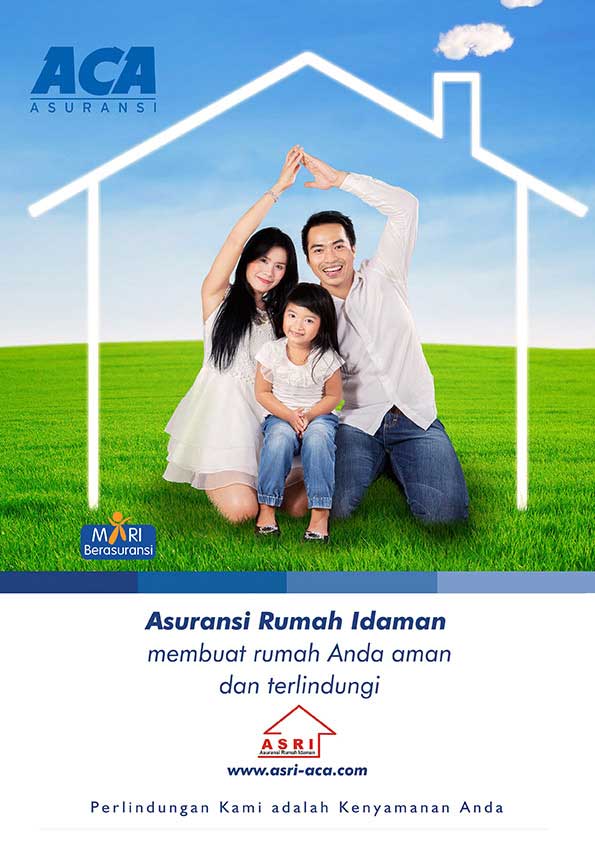 ACA
ASURANSI
MARI
Berasuransi
Asuransi Rumah Idaman
membuat rumah Anda aman
dan terlindungi
ASRI
Asuransi Rumah Idaman
www.asri-aca.com
Perlindungan Kami adalah Kenyamanan Anda